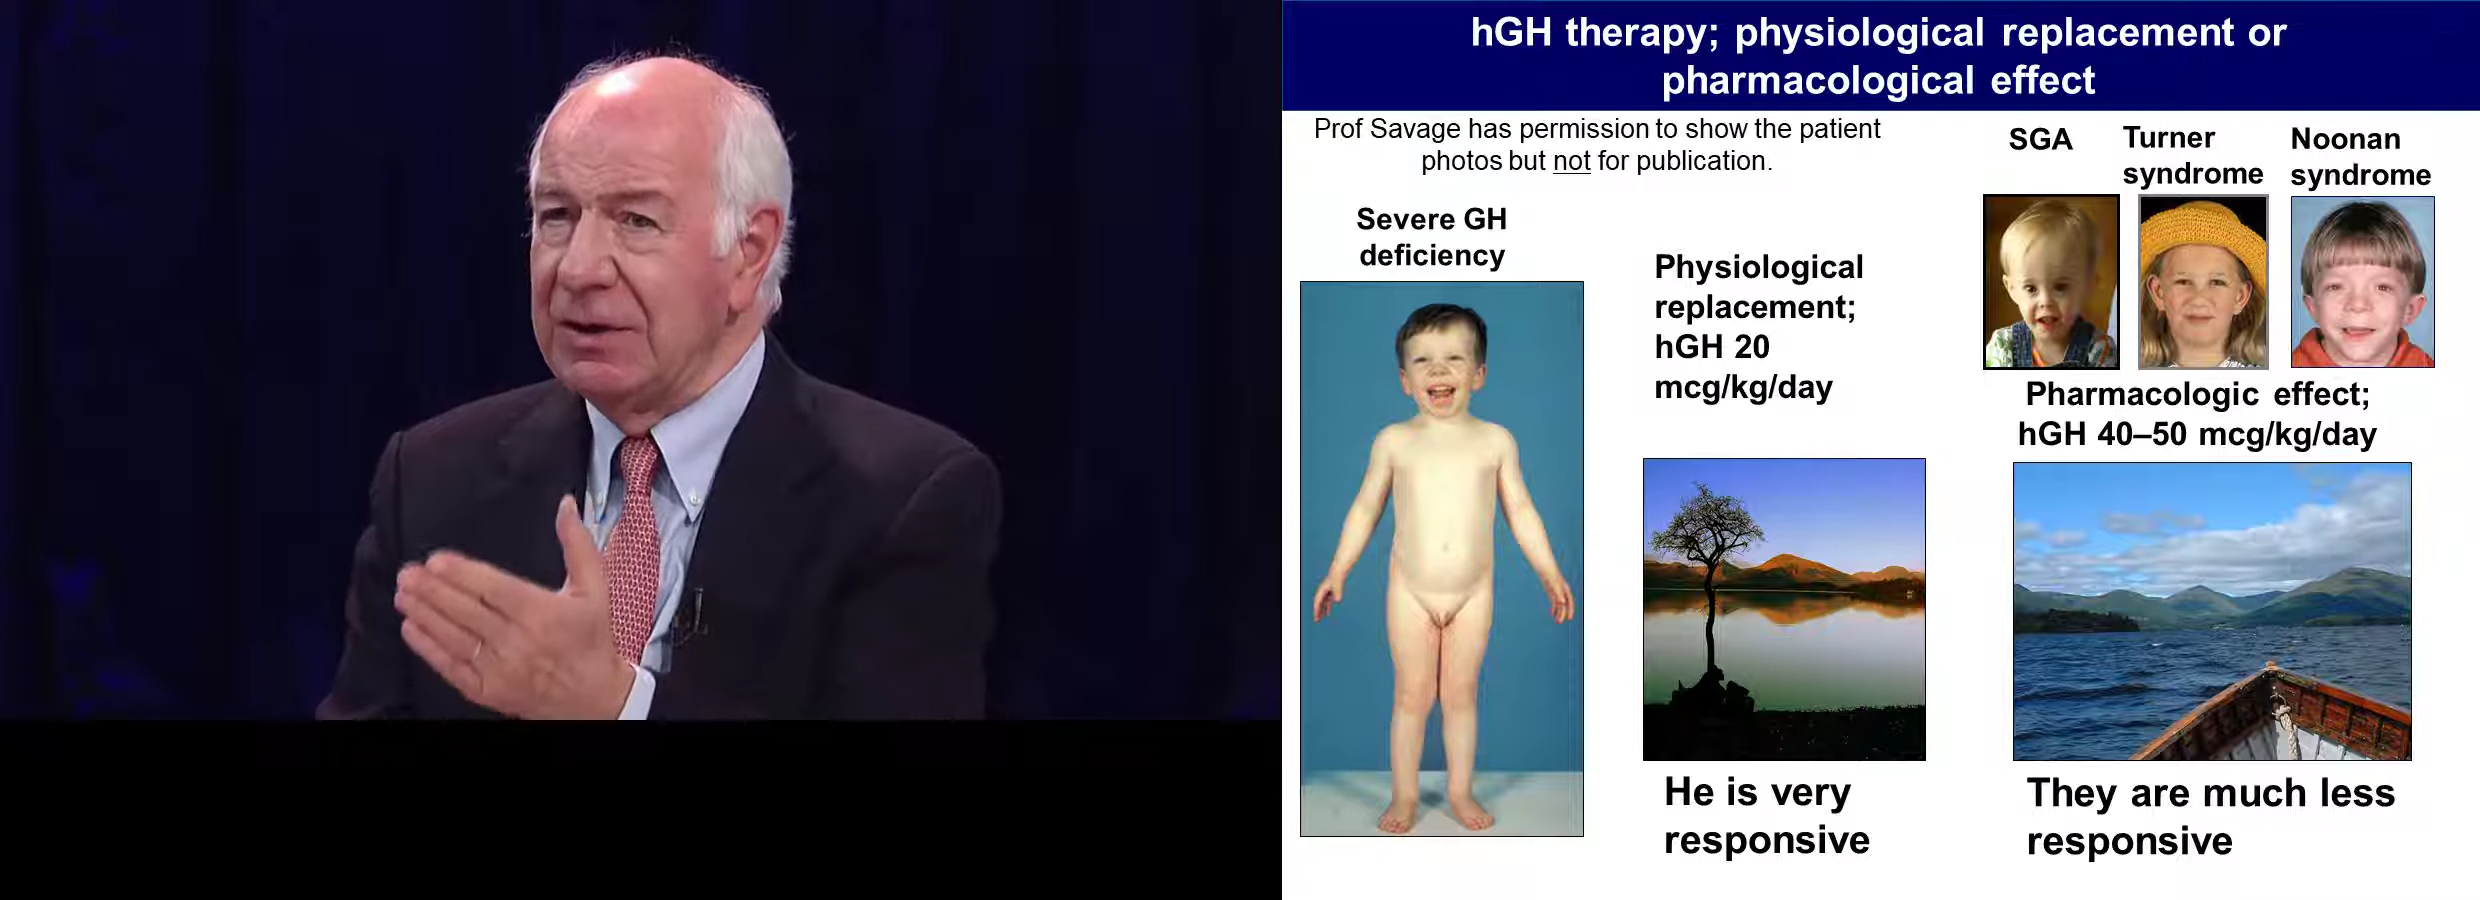 hGH therapy; physiological replacement or
pharmacological effect
Prof Savage has permission to show the patient
photos but not for publication.
Severe GH
deficiency
Physiological
replacement;
hGH 20
mcg/kg/day
He is very
responsive
SGA
Turner
syndrome
Noonan
syndrome
Pharmacologic effect;
hGH 40–50 mcg/kg/day
They are much less
responsive